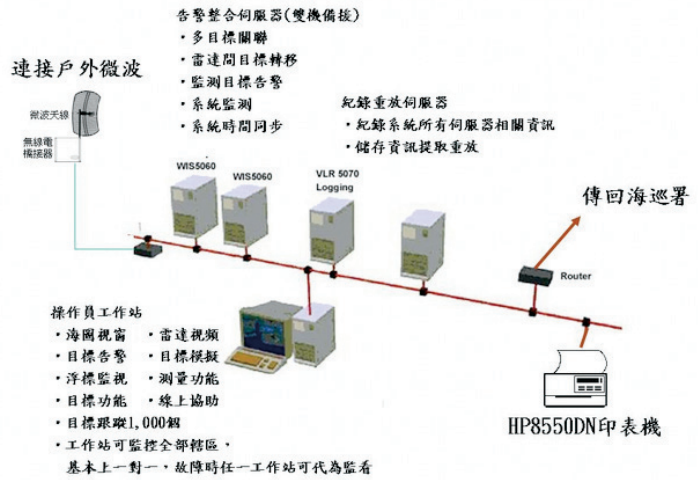 告警整合伺服器(雙機備援)
・多目標關聯
・雷達間目標轉移
・監測目標告警
・系統監測
・系統時間同步
連接戶外微波
微波天線
無線電
橋接器
紀錄重放伺服器
・紀錄系統所有伺服器相關資訊
・儲存資訊提取重放
WIS5060
WIS5060
VLR 5070
Logging
傳回海巡署
Router
操作員工作站
・海圖視窗 ・雷達視頻
・目標告警 ・目標模擬
・浮標監視 ・測量功能
・目標功能 ・線上協助
・目標跟蹤1,000個
・工作站可監控全部轄區,
基本上一對一,故障時任一工作站可代為監看
HP8550DN印表機